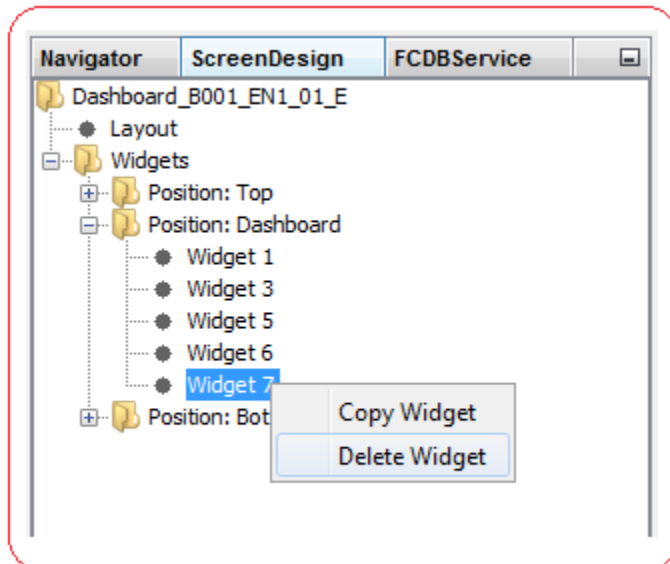 Navigator ScreenDesign FCDBService
Dashboard_B001_EN1_01_E
Layout
Widgets
Position: Top
Position: Dashboard
Widget 1
Widget 3
Widget 5
Widget 6
Widget 7
Position: Bot
Copy Widget
Delete Widget